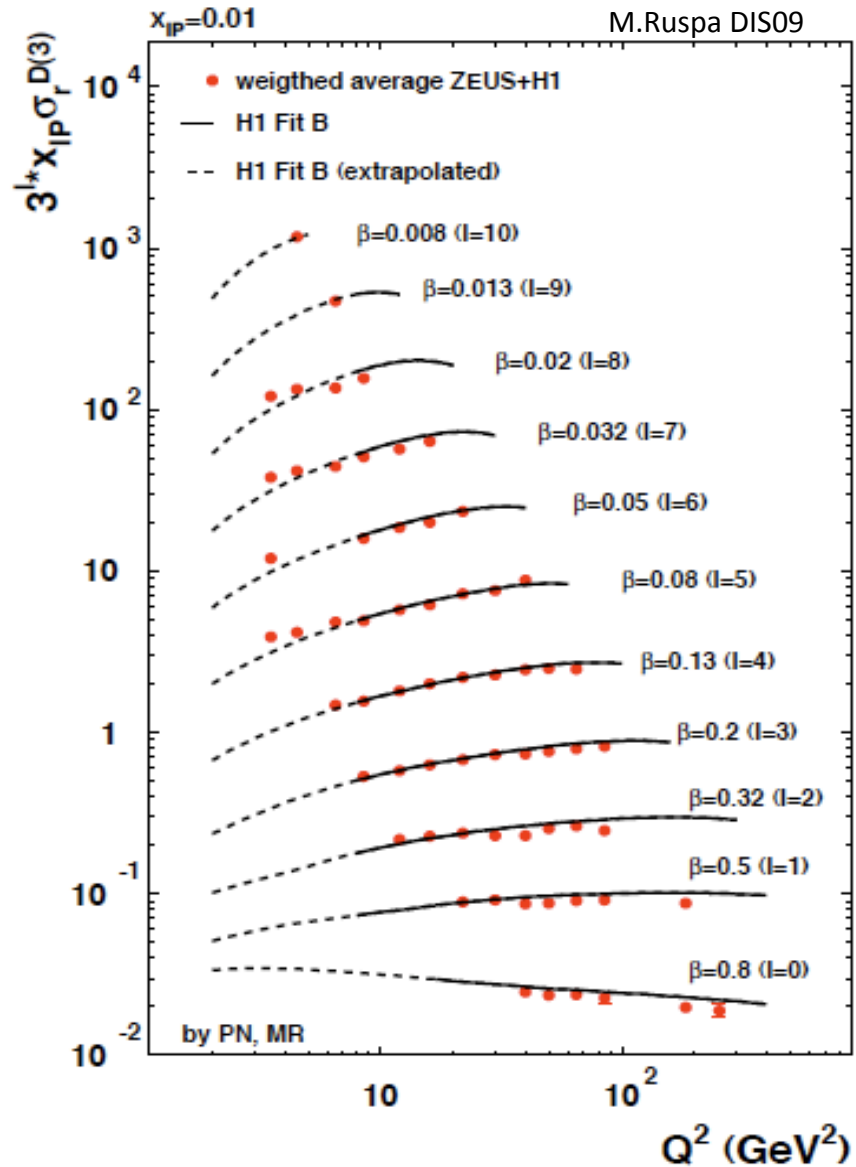 x_IP=0.01
M.Ruspa DIS09
3^l* x_IP σ_r^D(3)
weigthed average ZEUS+H1
H1 Fit B
H1 Fit B (extrapolated)
β=0.008 (l=10)
β=0.013 (l=9)
β=0.02 (l=8)
β=0.032 (l=7)
β=0.05 (l=6)
β=0.08 (l=5)
β=0.13 (l=4)
β=0.2 (l=3)
β=0.32 (l=2)
β=0.5 (l=1)
β=0.8 (l=0)
by PN, MR
10^4
10^3
10^2
10
1
10^-1
10^-2
10
10^2
Q^2 (GeV^2)